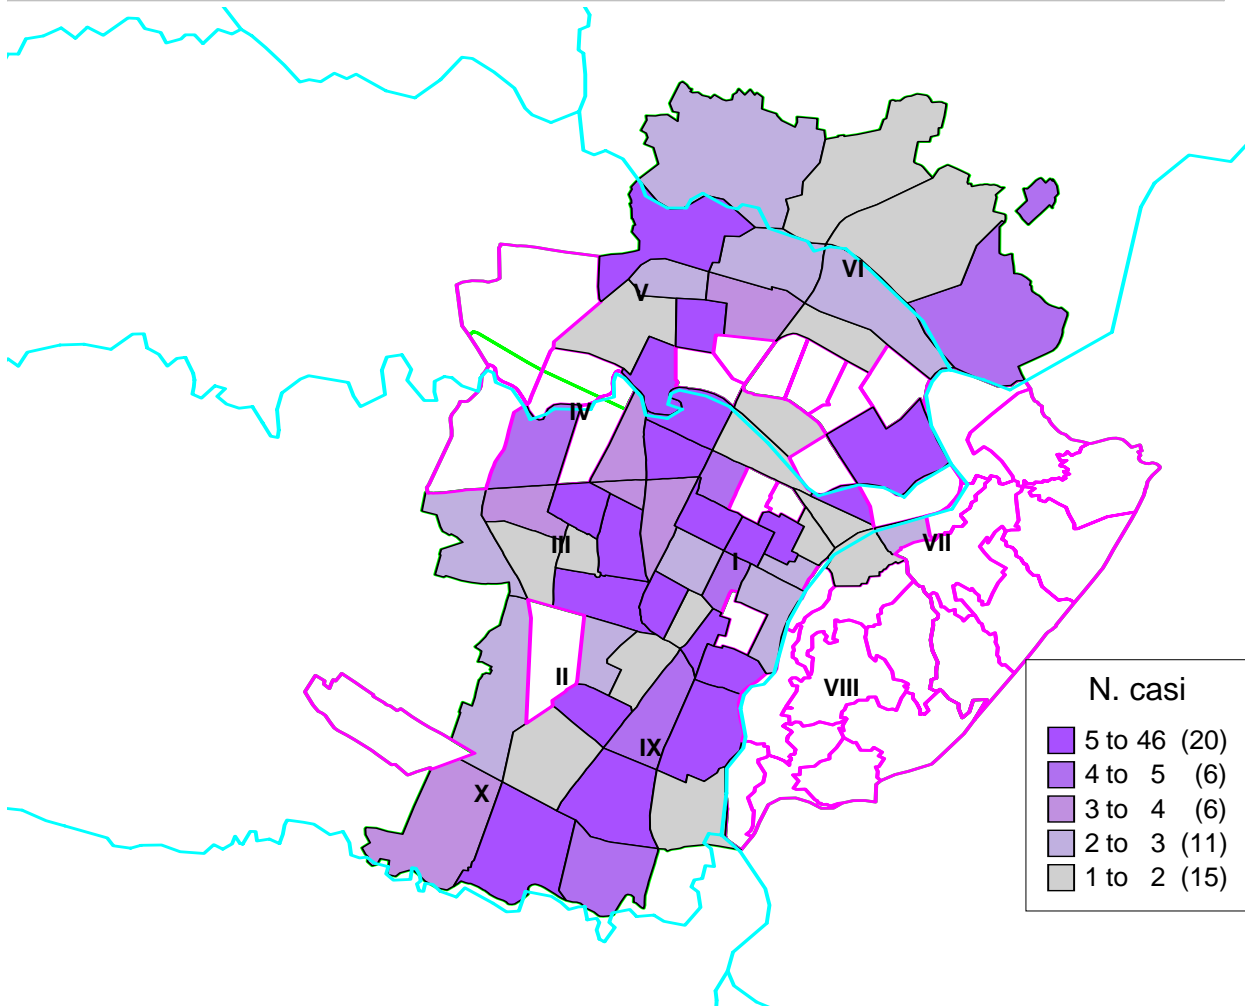 VI
V
IV
VII
III
I
II
VIII
IX
X
N. casi
5 to 46 (20)
4 to 5 (6)
3 to 4 (6)
2 to 3 (11)
1 to 2 (15)